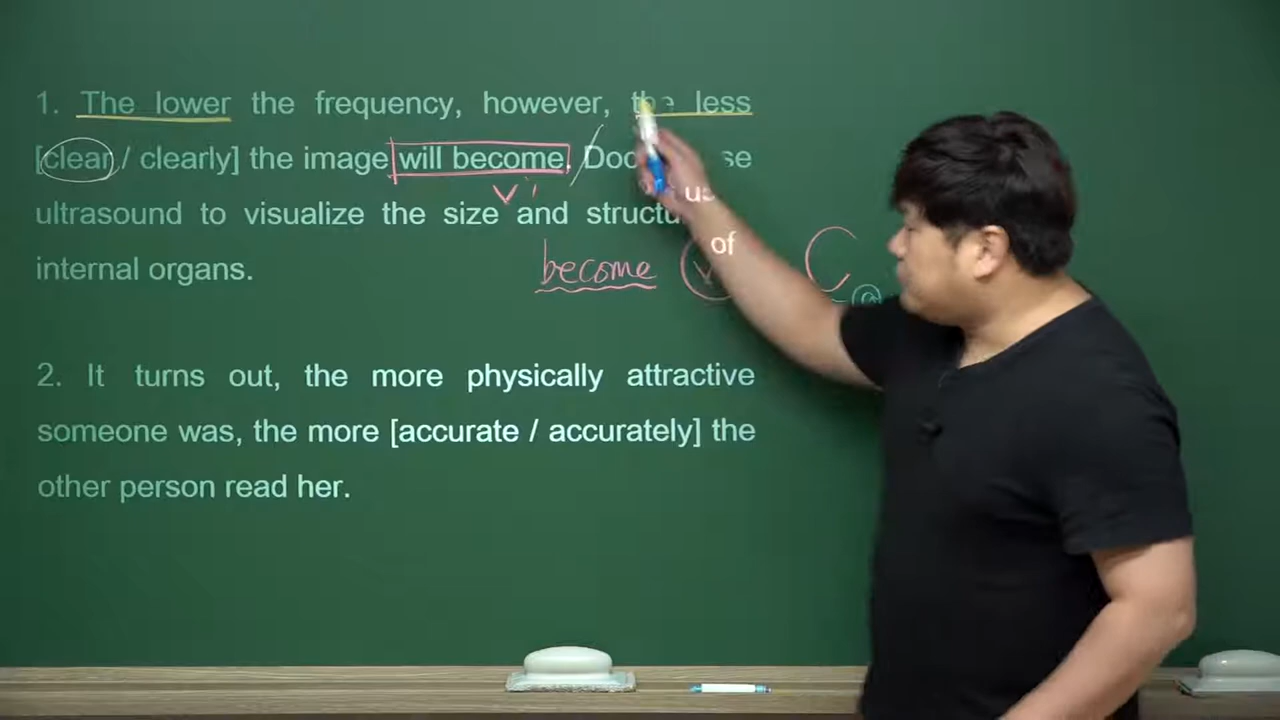 1. The lower the frequency, however, the less
[clear / clearly] the image will become. se
ultrasound to visualize the size and of
internal organs.
become
2. It turns out, the more physically attractive
someone was, the more [accurate / accurately] the
other person read her.